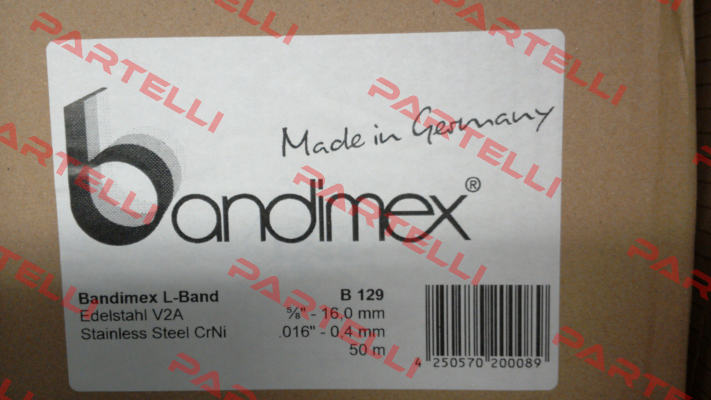 Made in Germany
bandimex®
Bandimex L-Band B 129
Edelstahl V2A ⅝" - 16,0 mm
Stainless Steel CrNi .016" - 0,4 mm
50 m
4 250570 200089
PARTELLI
PARTELLI
PARTELLI
PARTELLI
PARTELLI
PARTELLI
PARTELLI
PARTELLI